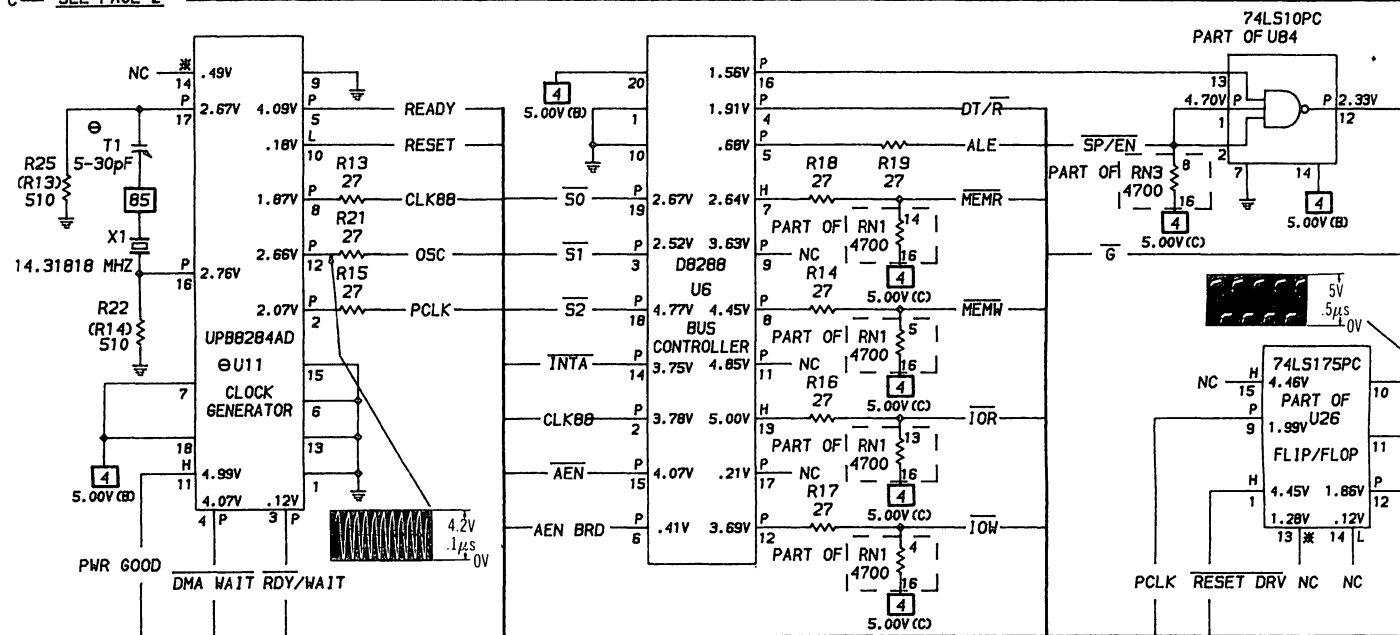 C SEE PAGE 2
NC ※ 14 .49V
9
P 17 2.67V
4.09V P 5 READY
.18V L 10 RESET
⊖
T1
5-30pF
R25
(R13)
510
85
X1
14.31818 MHZ
P 16 2.76V
R22
(R14)
510
R13
27
1.87V P 8 CLK88
R21
27
2.66V P 12 OSC
R15
27
2.07V P 2 PCLK
UPB8284AD
⊖U11
CLOCK
GENERATOR
15
6
13
1
7
18
4
5.00V(B)
H 11 4.99V
4.07V .12V
4 P 3 P
PWR GOOD
DMA WAIT RDY/WAIT
4.2V
.1µs
0V
4
5.00V(B)
20
1
10
S0 P 19 2.67V
S1 P 3 2.52V
S2 P 18 4.77V
INTA P 14 3.75V
CLK88 P 2 3.78V
AEN P 15 4.07V
AEN BRD P 6 .41V
D8288
U6
BUS
CONTROLLER
1.56V P 16
1.91V P 4 DT/R
.68V P 5 R19 27 ALE
2.64V H 7 R18 27 MEMR
PART OF RN1 14
4700
16
4
5.00V(C)
3.63V P 9 NC
4.45V P 8 R14 27 MEMW
PART OF RN1 5
4700
16
4
5.00V(C)
4.85V P 11 NC
5.00V H 13 R16 27 IOR
PART OF RN1 13
4700
16
4
5.00V(C)
.21V P 17 NC
3.69V P 12 R17 27 IOW
PART OF RN1 4
4700
16
4
5.00V(C)
74LS10PC
PART OF U84
13
4.70V P
1
2
P 2.33V
12
7
14
4
5.00V(B)
SP/EN
PART OF RN3 8
4700
16
4
5.00V(C)
G
5V
.5µs
0V
74LS175PC
PART OF
U26
FLIP/FLOP
NC H 15 4.46V
10
P 9 1.99V
11
H 1 4.45V
1.86V P 12
1.28V .12V
13 ※ 14 L
PCLK RESET DRV NC NC